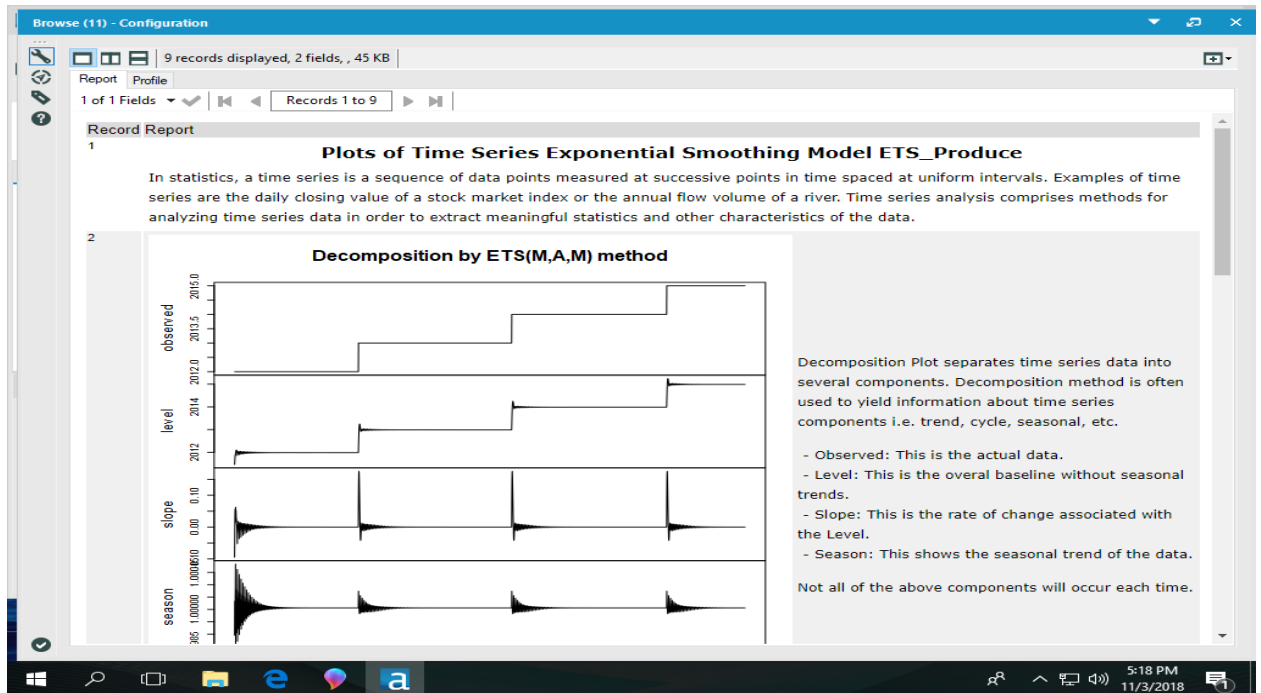 Browse (11) - Configuration
9 records displayed, 2 fields, , 45 KB
Report Profile
1 of 1 Fields Records 1 to 9
Record Report
1
Plots of Time Series Exponential Smoothing Model ETS_Produce
In statistics, a time series is a sequence of data points measured at successive points in time spaced at uniform intervals. Examples of time
series are the daily closing value of a stock market index or the annual flow volume of a river. Time series analysis comprises methods for
analyzing time series data in order to extract meaningful statistics and other characteristics of the data.
2
Decomposition by ETS(M,A,M) method
observed
2012.0 2013.5 2015.0
level
2012 2014
slope
0.00 0.10
season
1.00000
Decomposition Plot separates time series data into
several components. Decomposition method is often
used to yield information about time series
components i.e. trend, cycle, seasonal, etc.
- Observed: This is the actual data.
- Level: This is the overal baseline without seasonal
trends.
- Slope: This is the rate of change associated with
the Level.
- Season: This shows the seasonal trend of the data.
Not all of the above components will occur each time.
a
5:18 PM
11/3/2018
1